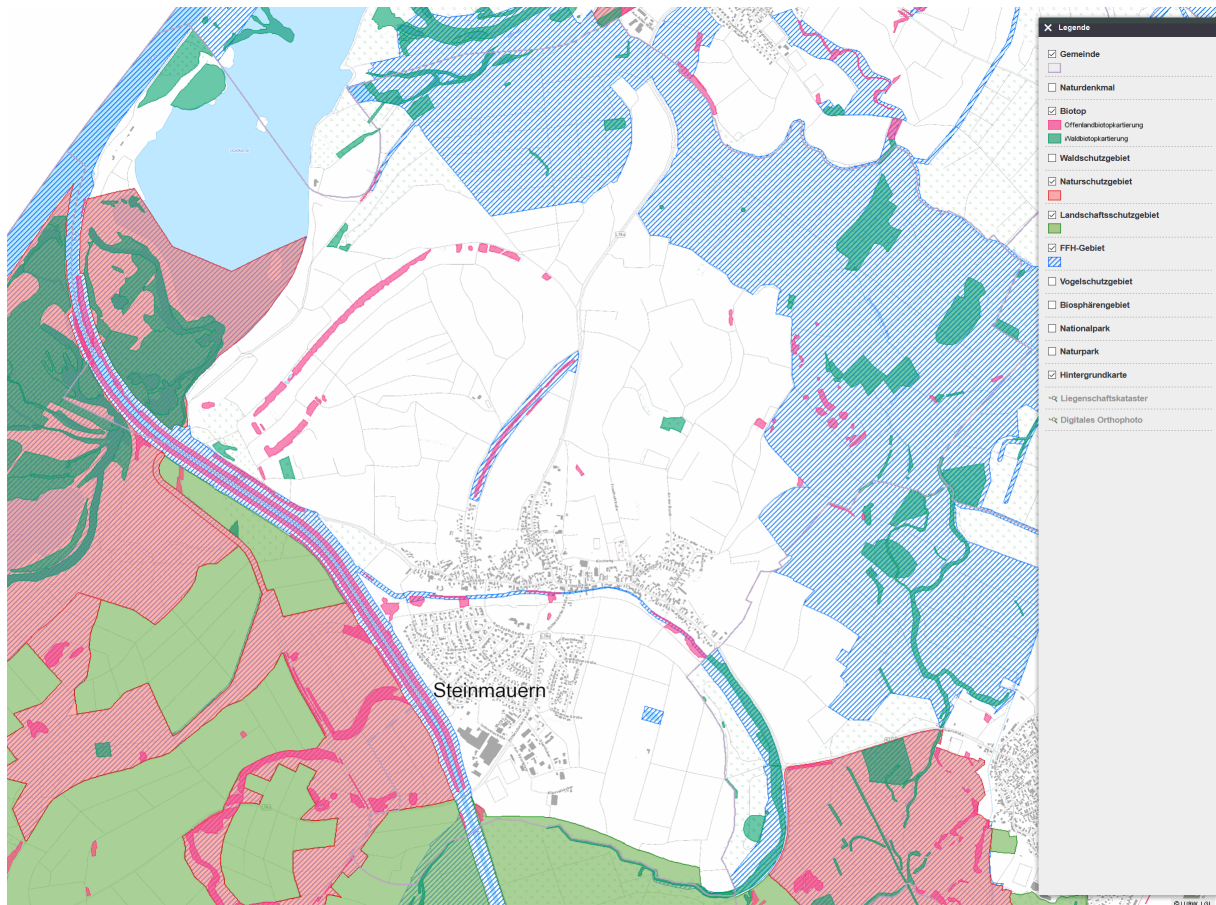 Legende
Gemeinde
Naturdenkmal
Biotop
Offenlandbiotopkartierung
Waldbiotopkartierung
Waldschutzgebiet
Naturschutzgebiet
Landschaftsschutzgebiet
FFH-Gebiet
Vogelschutzgebiet
Biosphärengebiet
Nationalpark
Naturpark
Hintergrundkarte
Liegenschaftskataster
Digitales Orthophoto
Steinmauern